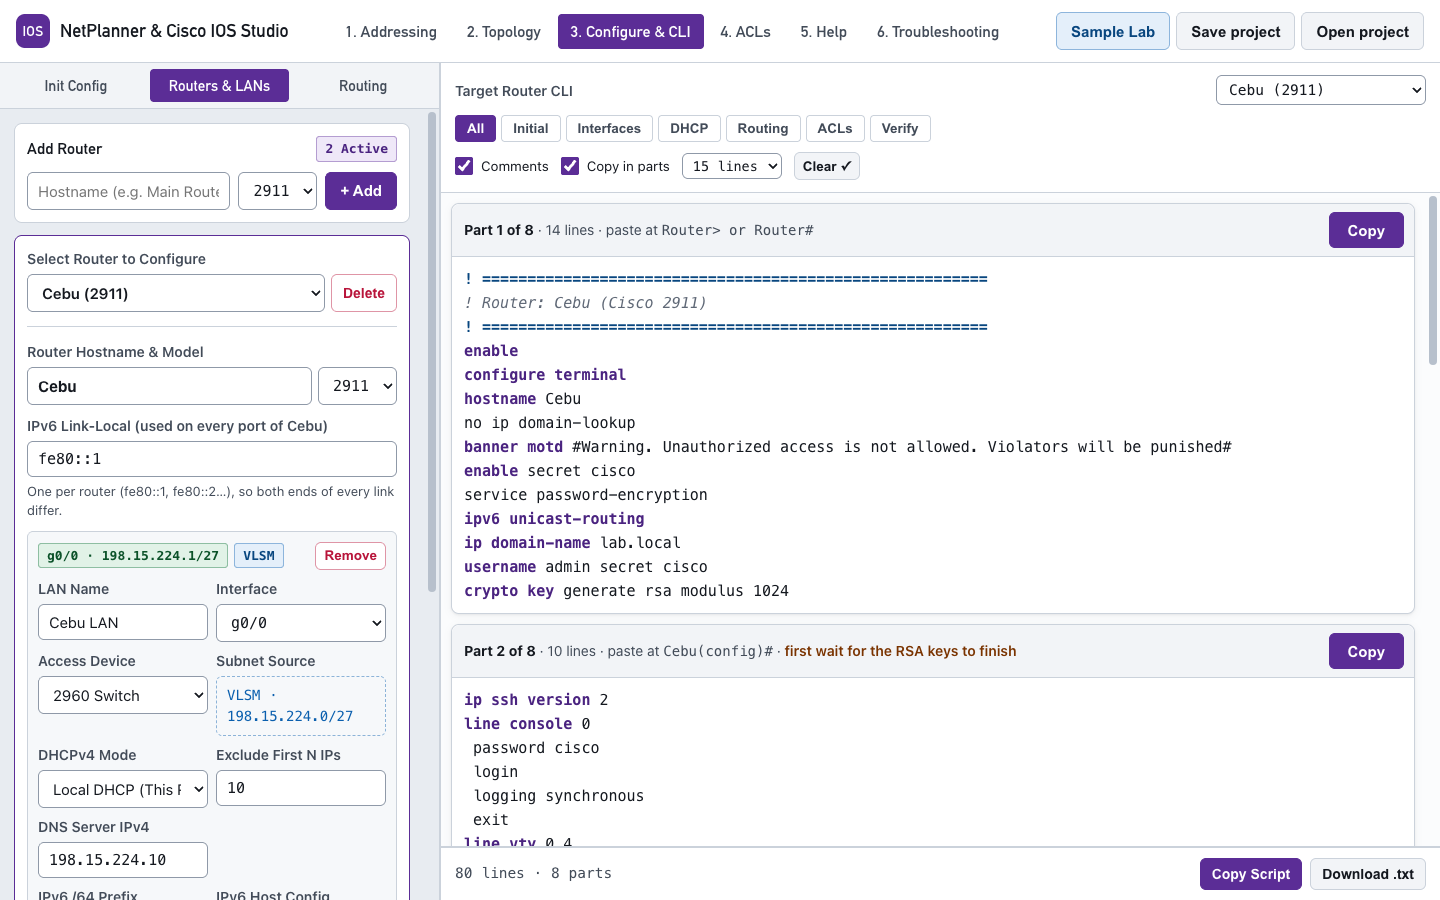 IOS NetPlanner & Cisco IOS Studio
1. Addressing
2. Topology
3. Configure & CLI
4. ACLs
5. Help
6. Troubleshooting
Sample Lab
Save project
Open project
Init Config
Routers & LANs
Routing
Add Router
2 Active
Hostname (e.g. Main Route
2911
+ Add
Select Router to Configure
Cebu (2911)
Delete
Router Hostname & Model
Cebu
2911
IPv6 Link-Local (used on every port of Cebu)
fe80::1
One per router (fe80::1, fe80::2...), so both ends of every link
differ.
g0/0 · 198.15.224.1/27
VLSM
Remove
LAN Name
Interface
Cebu LAN
g0/0
Access Device
Subnet Source
2960 Switch
VLSM ·
198.15.224.0/27
DHCPv4 Mode
Exclude First N IPs
Local DHCP (This F
10
DNS Server IPv4
198.15.224.10
IPv6 /64 Prefix
IPv6 Host Config
Target Router CLI
Cebu (2911)
All
Initial
Interfaces
DHCP
Routing
ACLs
Verify
Comments
Copy in parts
15 lines
Clear ✓
Part 1 of 8 · 14 lines · paste at Router> or Router#
Copy
! ========================================================
! Router: Cebu (Cisco 2911)
! ========================================================
enable
configure terminal
hostname Cebu
no ip domain-lookup
banner motd #Warning. Unauthorized access is not allowed. Violators will be punished#
enable secret cisco
service password-encryption
ipv6 unicast-routing
ip domain-name lab.local
username admin secret cisco
crypto key generate rsa modulus 1024
Part 2 of 8 · 10 lines · paste at Cebu(config)# · first wait for the RSA keys to finish
Copy
ip ssh version 2
line console 0
password cisco
login
logging synchronous
exit
line vty 0 4
80 lines · 8 parts
Copy Script
Download .txt